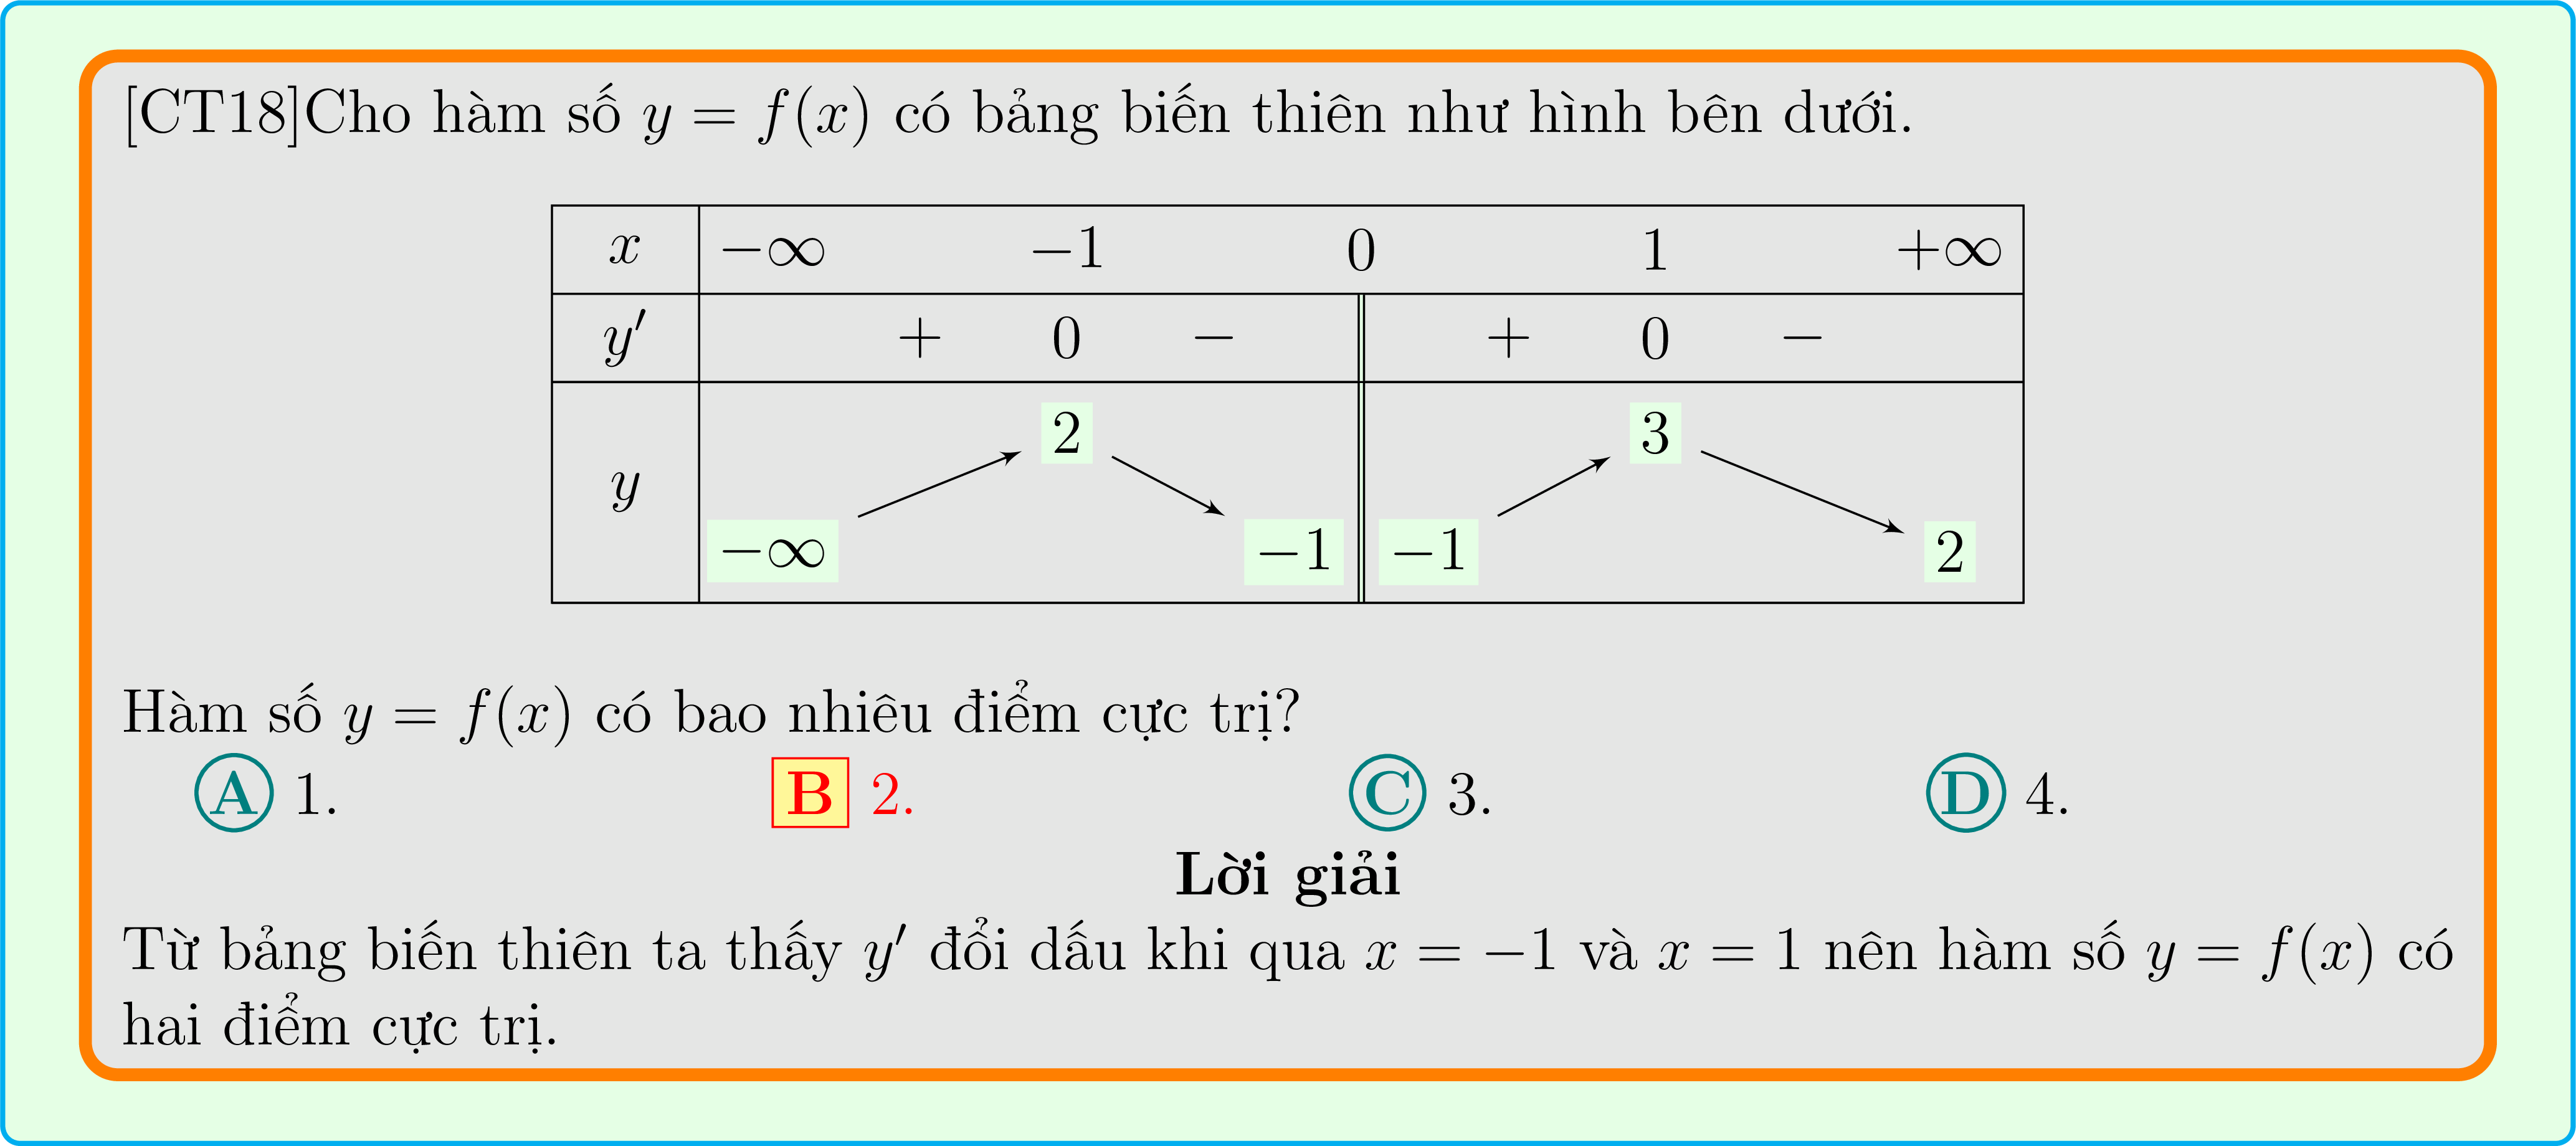 [CT18]Cho hàm số y = f(x) có bảng biến thiên như hình bên dưới.
x −∞ −1 0 1 +∞
y′ + 0 − + 0 −
2 3
y
−∞ −1 −1 2
Hàm số y = f(x) có bao nhiêu điểm cực trị?
A 1. B 2. C 3. D 4.
Lời giải
Từ bảng biến thiên ta thấy y′ đổi dấu khi qua x = −1 và x = 1 nên hàm số y = f(x) có
hai điểm cực trị.